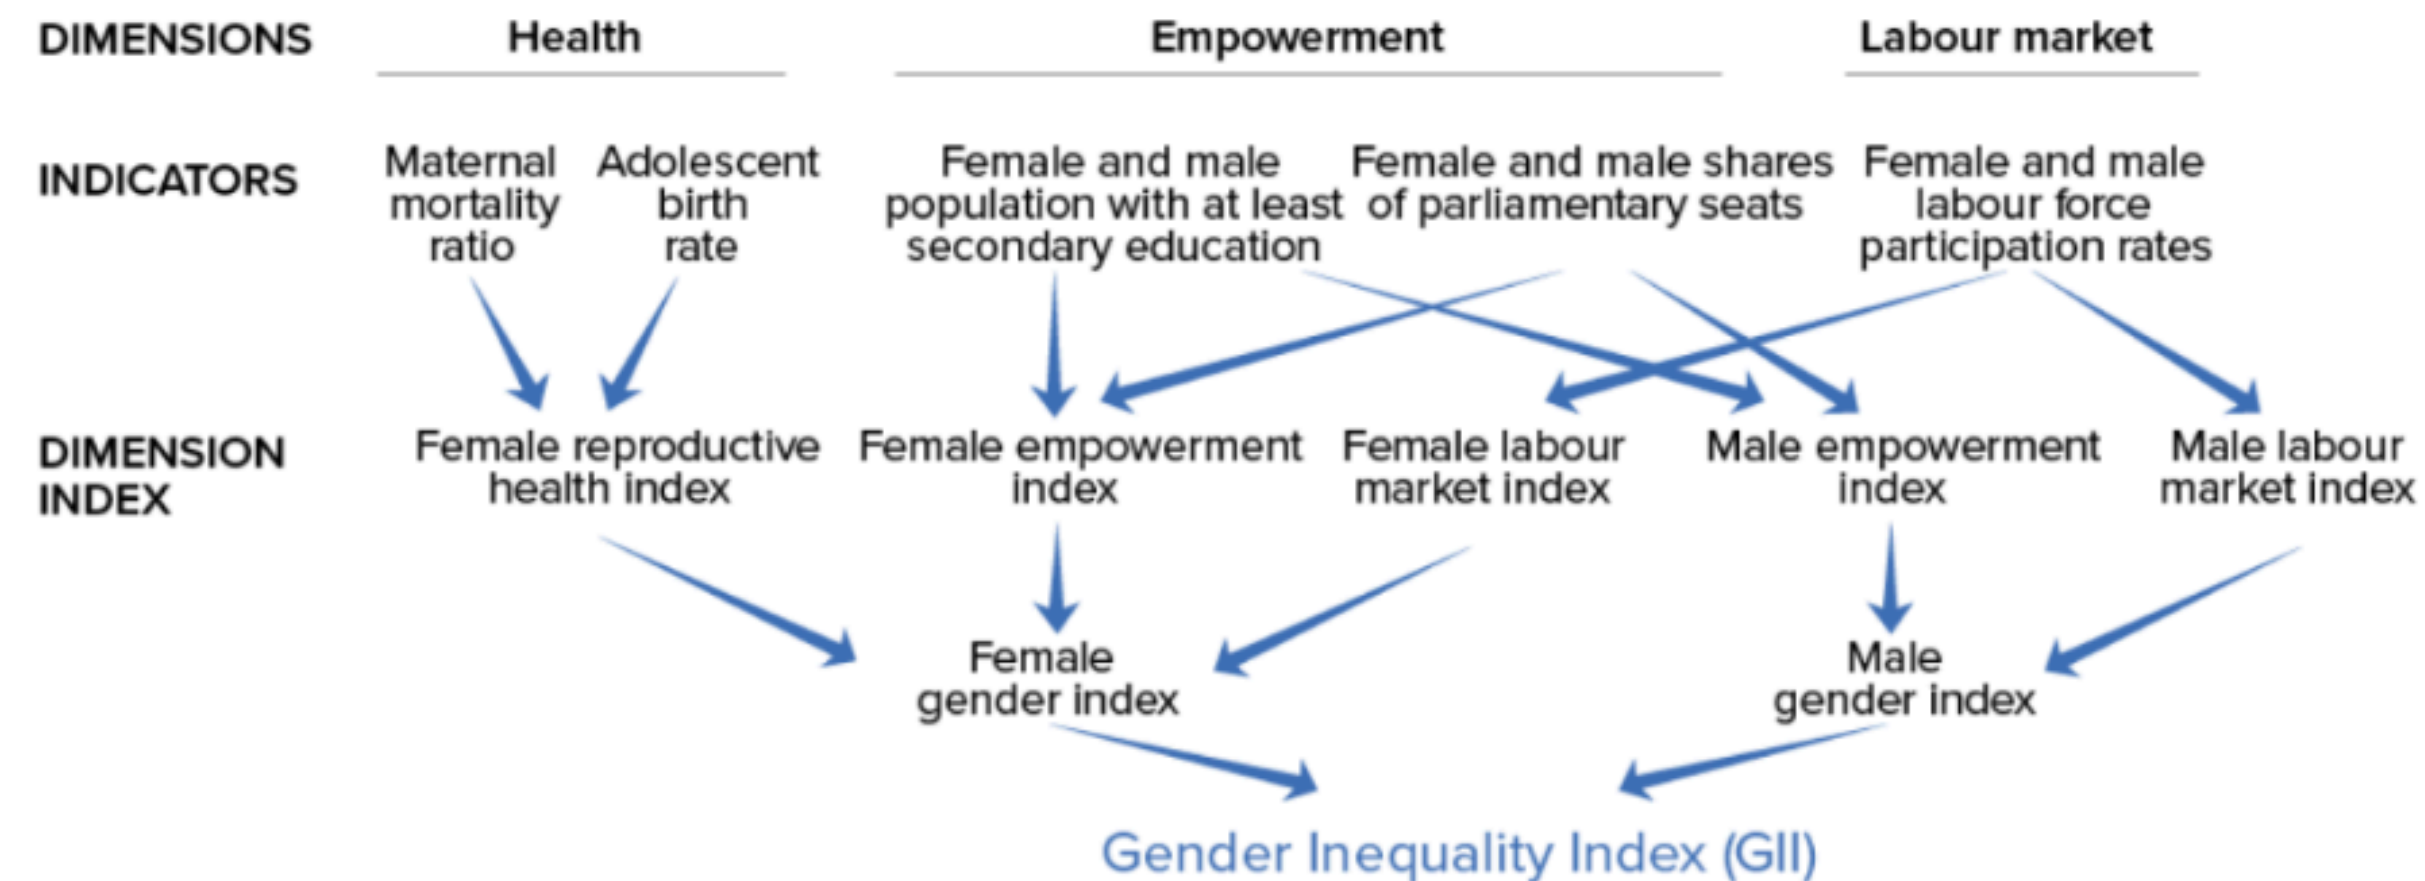 DIMENSIONS
Health
Empowerment
Labour market
INDICATORS
Maternal
mortality
ratio
Adolescent
birth
rate
Female and male
population with at least
secondary education
Female and male shares
of parliamentary seats
Female and male
labour force
participation rates
DIMENSION
INDEX
Female reproductive
health index
Female empowerment
index
Female labour
market index
Male empowerment
index
Male labour
market index
Female
gender index
Male
gender index
Gender Inequality Index (GII)